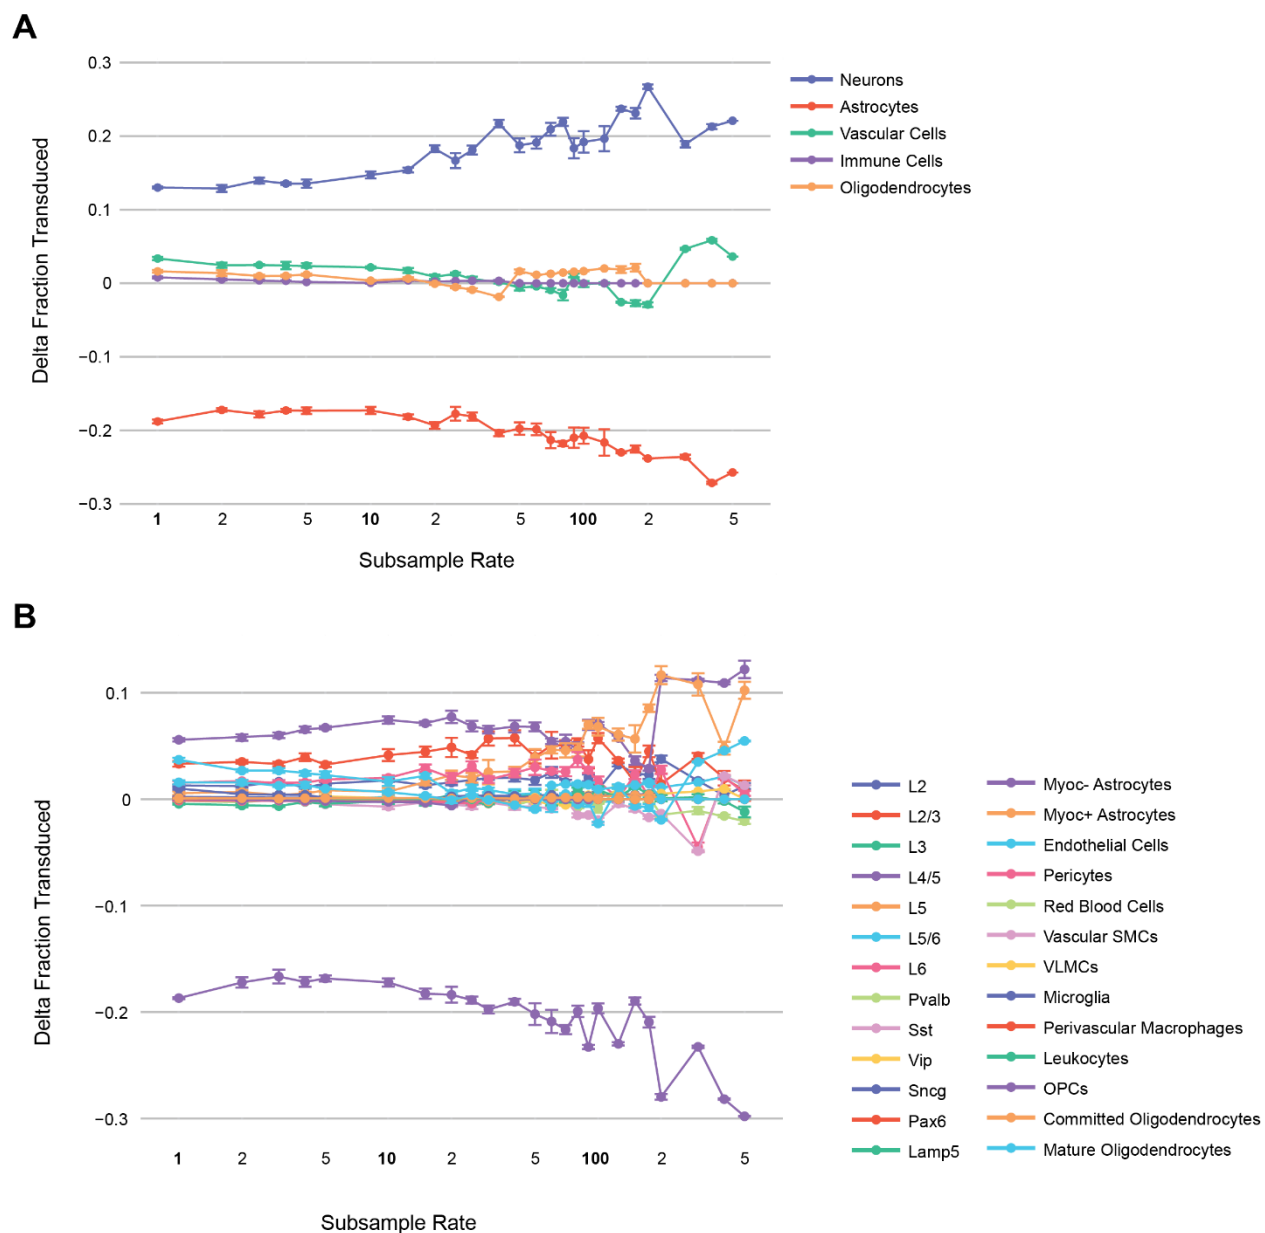 A
0.3
0.2
0.1
0
−0.1
−0.2
−0.3
Delta Fraction Transduced
1 2 5 10 2 5 100 2 5
Subsample Rate
Neurons
Astrocytes
Vascular Cells
Immune Cells
Oligodendrocytes
B
0.1
0
−0.1
−0.2
−0.3
Delta Fraction Transduced
1 2 5 10 2 5 100 2 5
Subsample Rate
L2
L2/3
L3
L4/5
L5
L5/6
L6
Pvalb
Sst
Vip
Sncg
Pax6
Lamp5
Myoc- Astrocytes
Myoc+ Astrocytes
Endothelial Cells
Pericytes
Red Blood Cells
Vascular SMCs
VLMCs
Microglia
Perivascular Macrophages
Leukocytes
OPCs
Committed Oligodendrocytes
Mature Oligodendrocytes